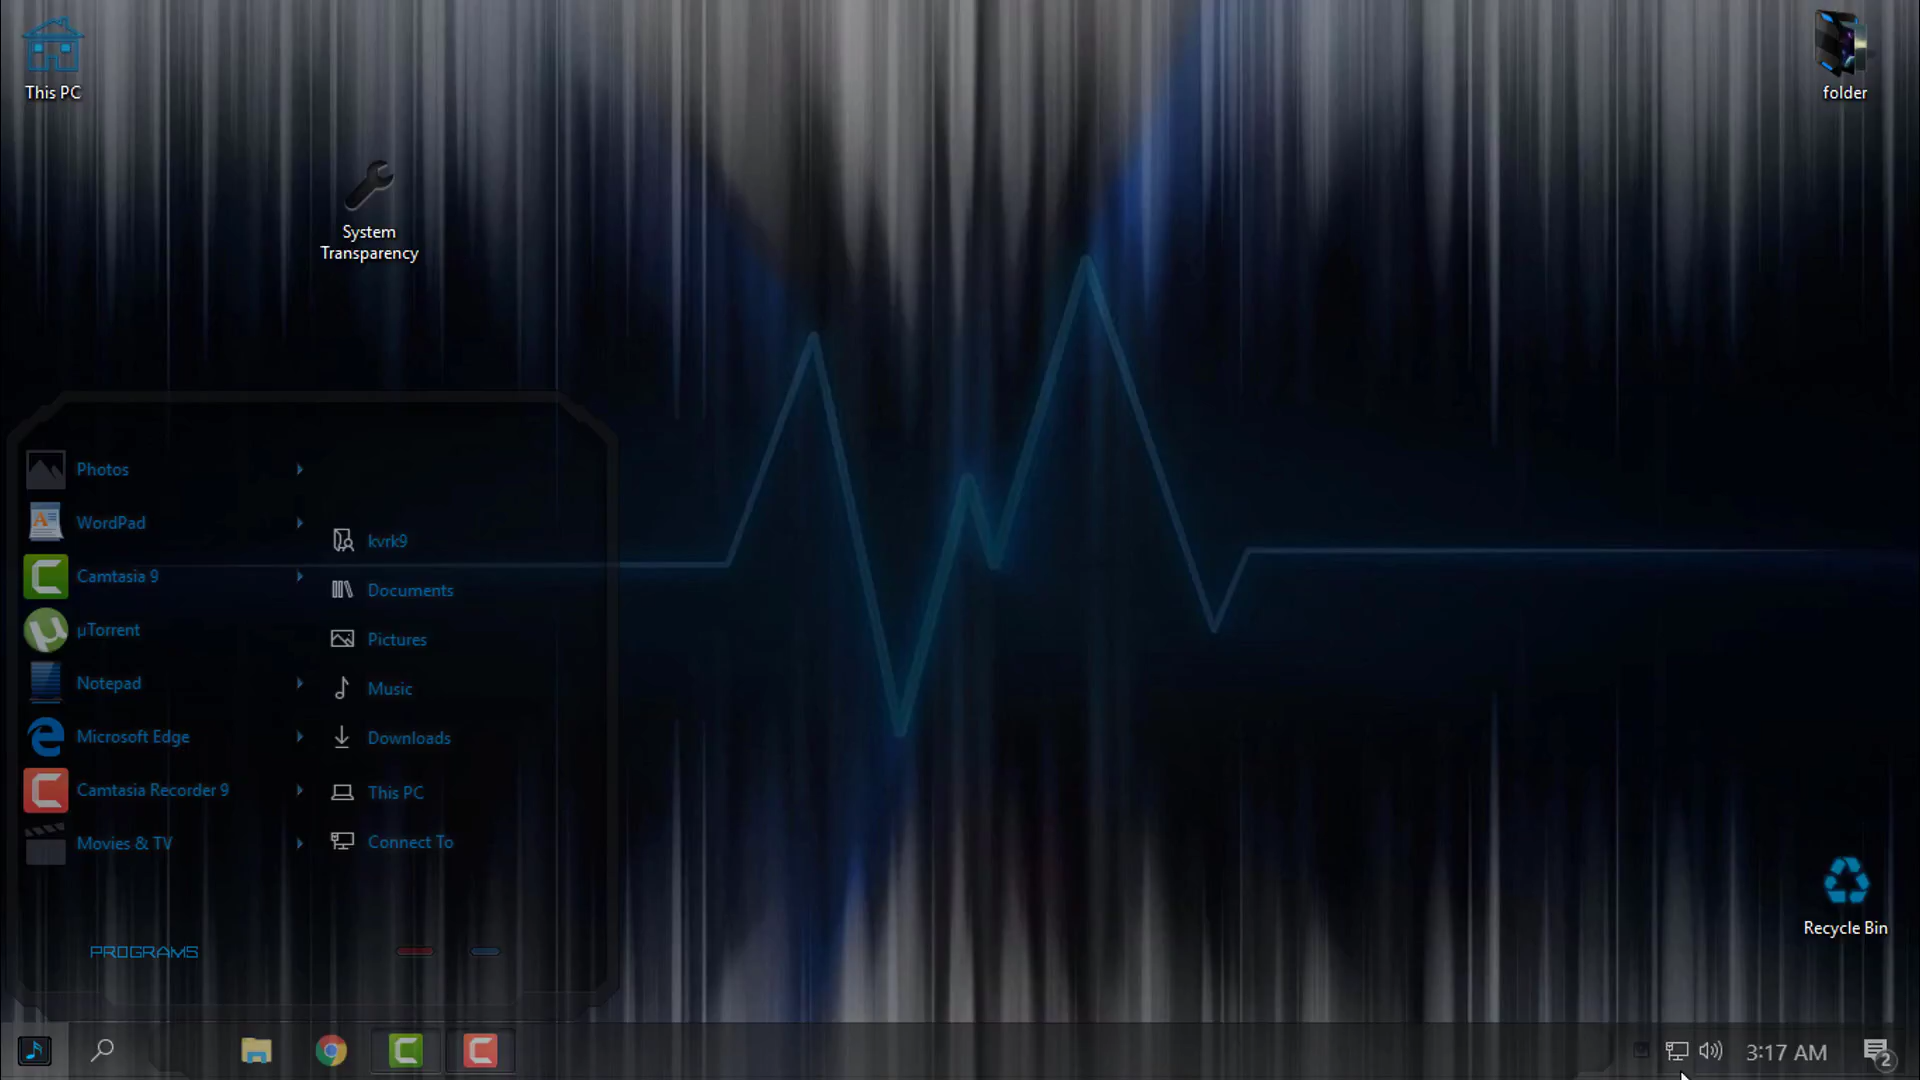 This PC
folder
System
Transparency
Photos
WordPad
Camtasia 9
µTorrent
Notepad
Microsoft Edge
Camtasia Recorder 9
Movies & TV
kvrk9
Documents
Pictures
Music
Downloads
This PC
Connect To
PROGRAMS
Recycle Bin
3:17 AM
2